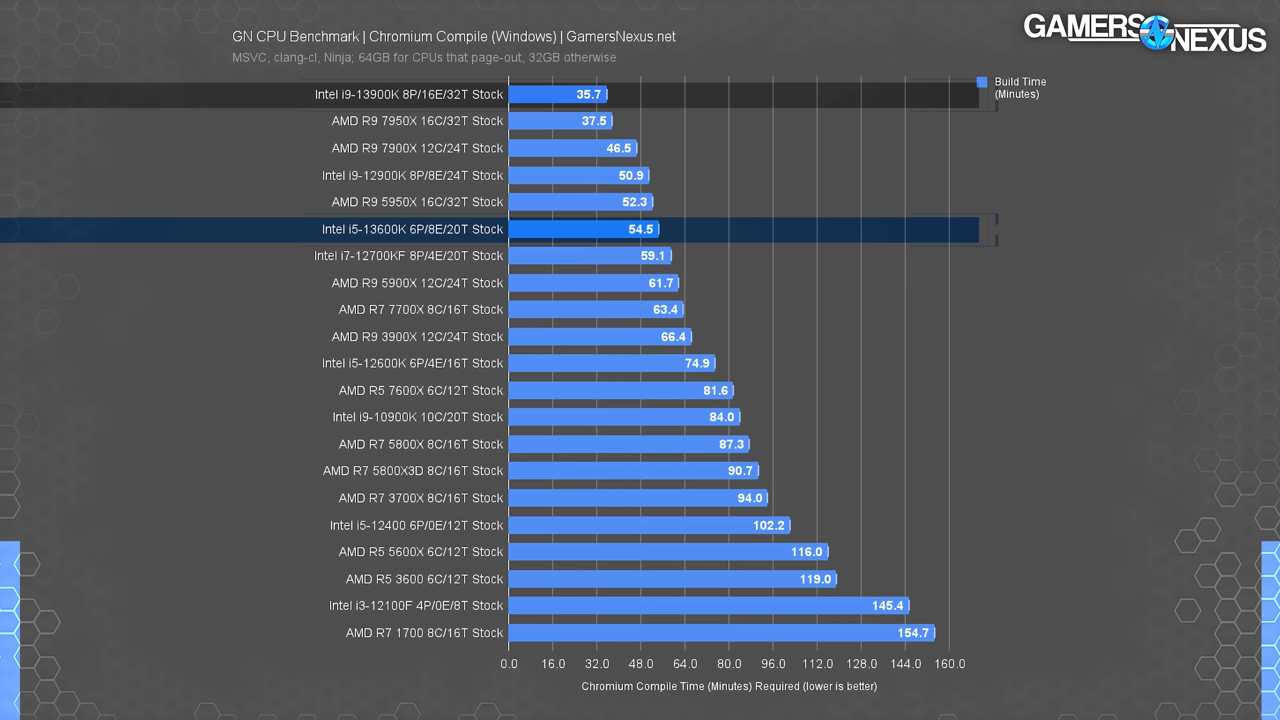 GAMERS NEXUS
GN CPU Benchmark | Chromium Compile (Windows) | GamersNexus.net
MSVC, clang-cl, Ninja; 64GB for CPUs that page-out, 32GB otherwise
Build Time
(Minutes)
Intel i9-13900K 8P/16E/32T Stock 35.7
AMD R9 7950X 16C/32T Stock 37.5
AMD R9 7900X 12C/24T Stock 46.5
Intel i9-12900K 8P/8E/24T Stock 50.9
AMD R9 5950X 16C/32T Stock 52.3
Intel i5-13600K 6P/8E/20T Stock 54.5
Intel i7-12700KF 8P/4E/20T Stock 59.1
AMD R9 5900X 12C/24T Stock 61.7
AMD R7 7700X 8C/16T Stock 63.4
AMD R9 3900X 12C/24T Stock 66.4
Intel i5-12600K 6P/4E/16T Stock 74.9
AMD R5 7600X 6C/12T Stock 81.6
Intel i9-10900K 10C/20T Stock 84.0
AMD R7 5800X 8C/16T Stock 87.3
AMD R7 5800X3D 8C/16T Stock 90.7
AMD R7 3700X 8C/16T Stock 94.0
Intel i5-12400 6P/0E/12T Stock 102.2
AMD R5 5600X 6C/12T Stock 116.0
AMD R5 3600 6C/12T Stock 119.0
Intel i3-12100F 4P/0E/8T Stock 145.4
AMD R7 1700 8C/16T Stock 154.7
0.0 16.0 32.0 48.0 64.0 80.0 96.0 112.0 128.0 144.0 160.0
Chromium Compile Time (Minutes) Required (lower is better)